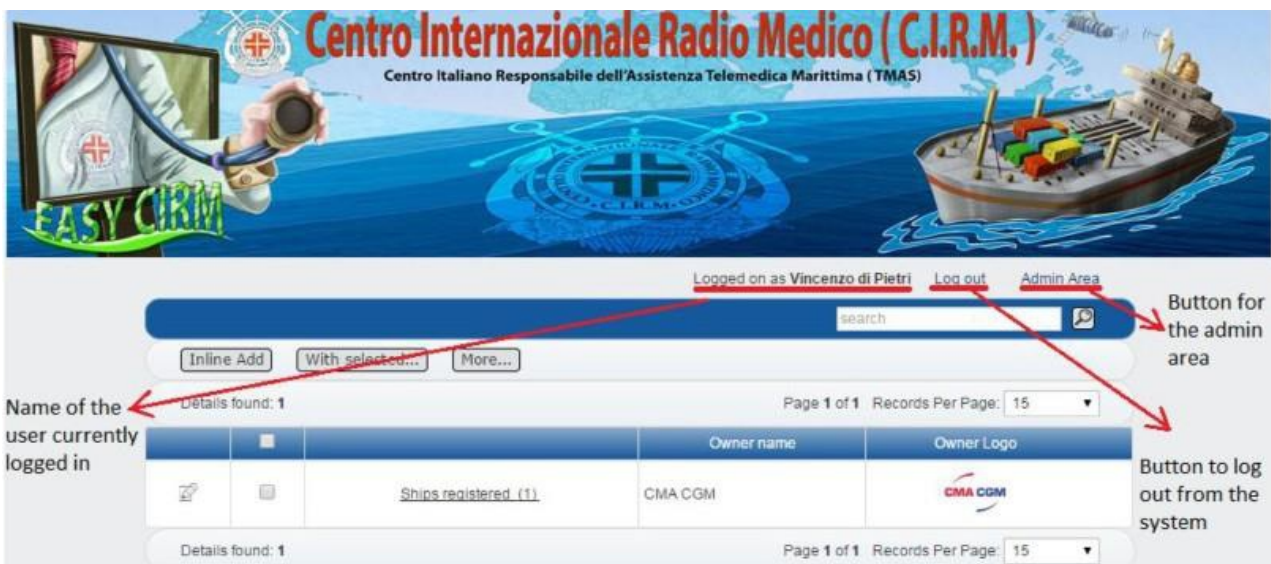 Centro Internazionale Radio Medico ( C.I.R.M. )
Centro Italiano Responsabile dell'Assistenza Telemedica Marittima ( TMAS)
EASY CIRM
C.I.R.M.
Logged on as Vincenzo di Pietri Log out Admin Area
search
Button for
the admin
area
Inline Add With selected... More...
Name of the
user currently
logged in
Details found: 1 Page 1 of 1 Records Per Page: 15
Owner name Owner Logo
Ships registered (1) CMA CGM CMA CGM
Button to log
out from the
system
Details found: 1 Page 1 of 1 Records Per Page: 15